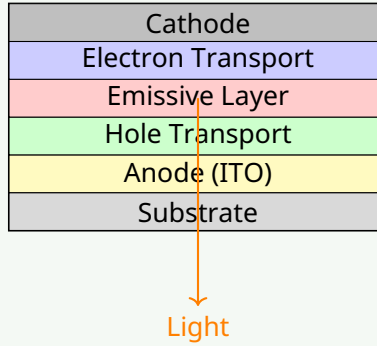 Cathode
Electron Transport
Emissive Layer
Hole Transport
Anode (ITO)
Substrate
Light